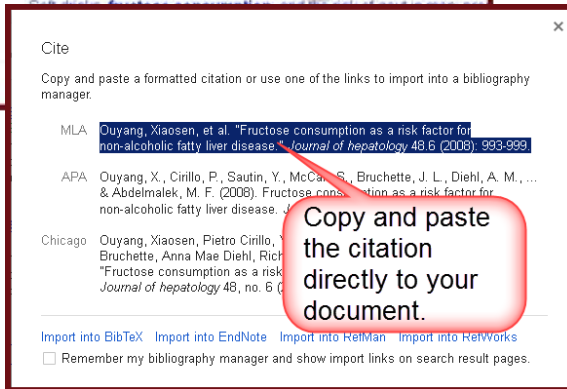 fructose consumption
×
Cite
Copy and paste a formatted citation or use one of the links to import into a bibliography
manager.
MLA Ouyang, Xiaosen, et al. "Fructose consumption as a risk factor for
non-alcoholic fatty liver disease." Journal of hepatology 48.6 (2008): 993-999.
APA Ouyang, X., Cirillo, P., Sautin, Y., McCall, S., Bruchette, J. L., Diehl, A. M., ...
& Abdelmalek, M. F. (2008). Fructose consumption as a risk factor for
non-alcoholic fatty liver disease.
Chicago Ouyang, Xiaosen, Pietro Cirillo,
Bruchette, Anna Mae Diehl,
"Fructose consumption as a risk
Journal of hepatology 48, no. 6
Copy and paste
the citation
directly to your
document.
Import into BibTeX Import into EndNote Import into RefMan Import into RefWorks
Remember my bibliography manager and show import links on search result pages.